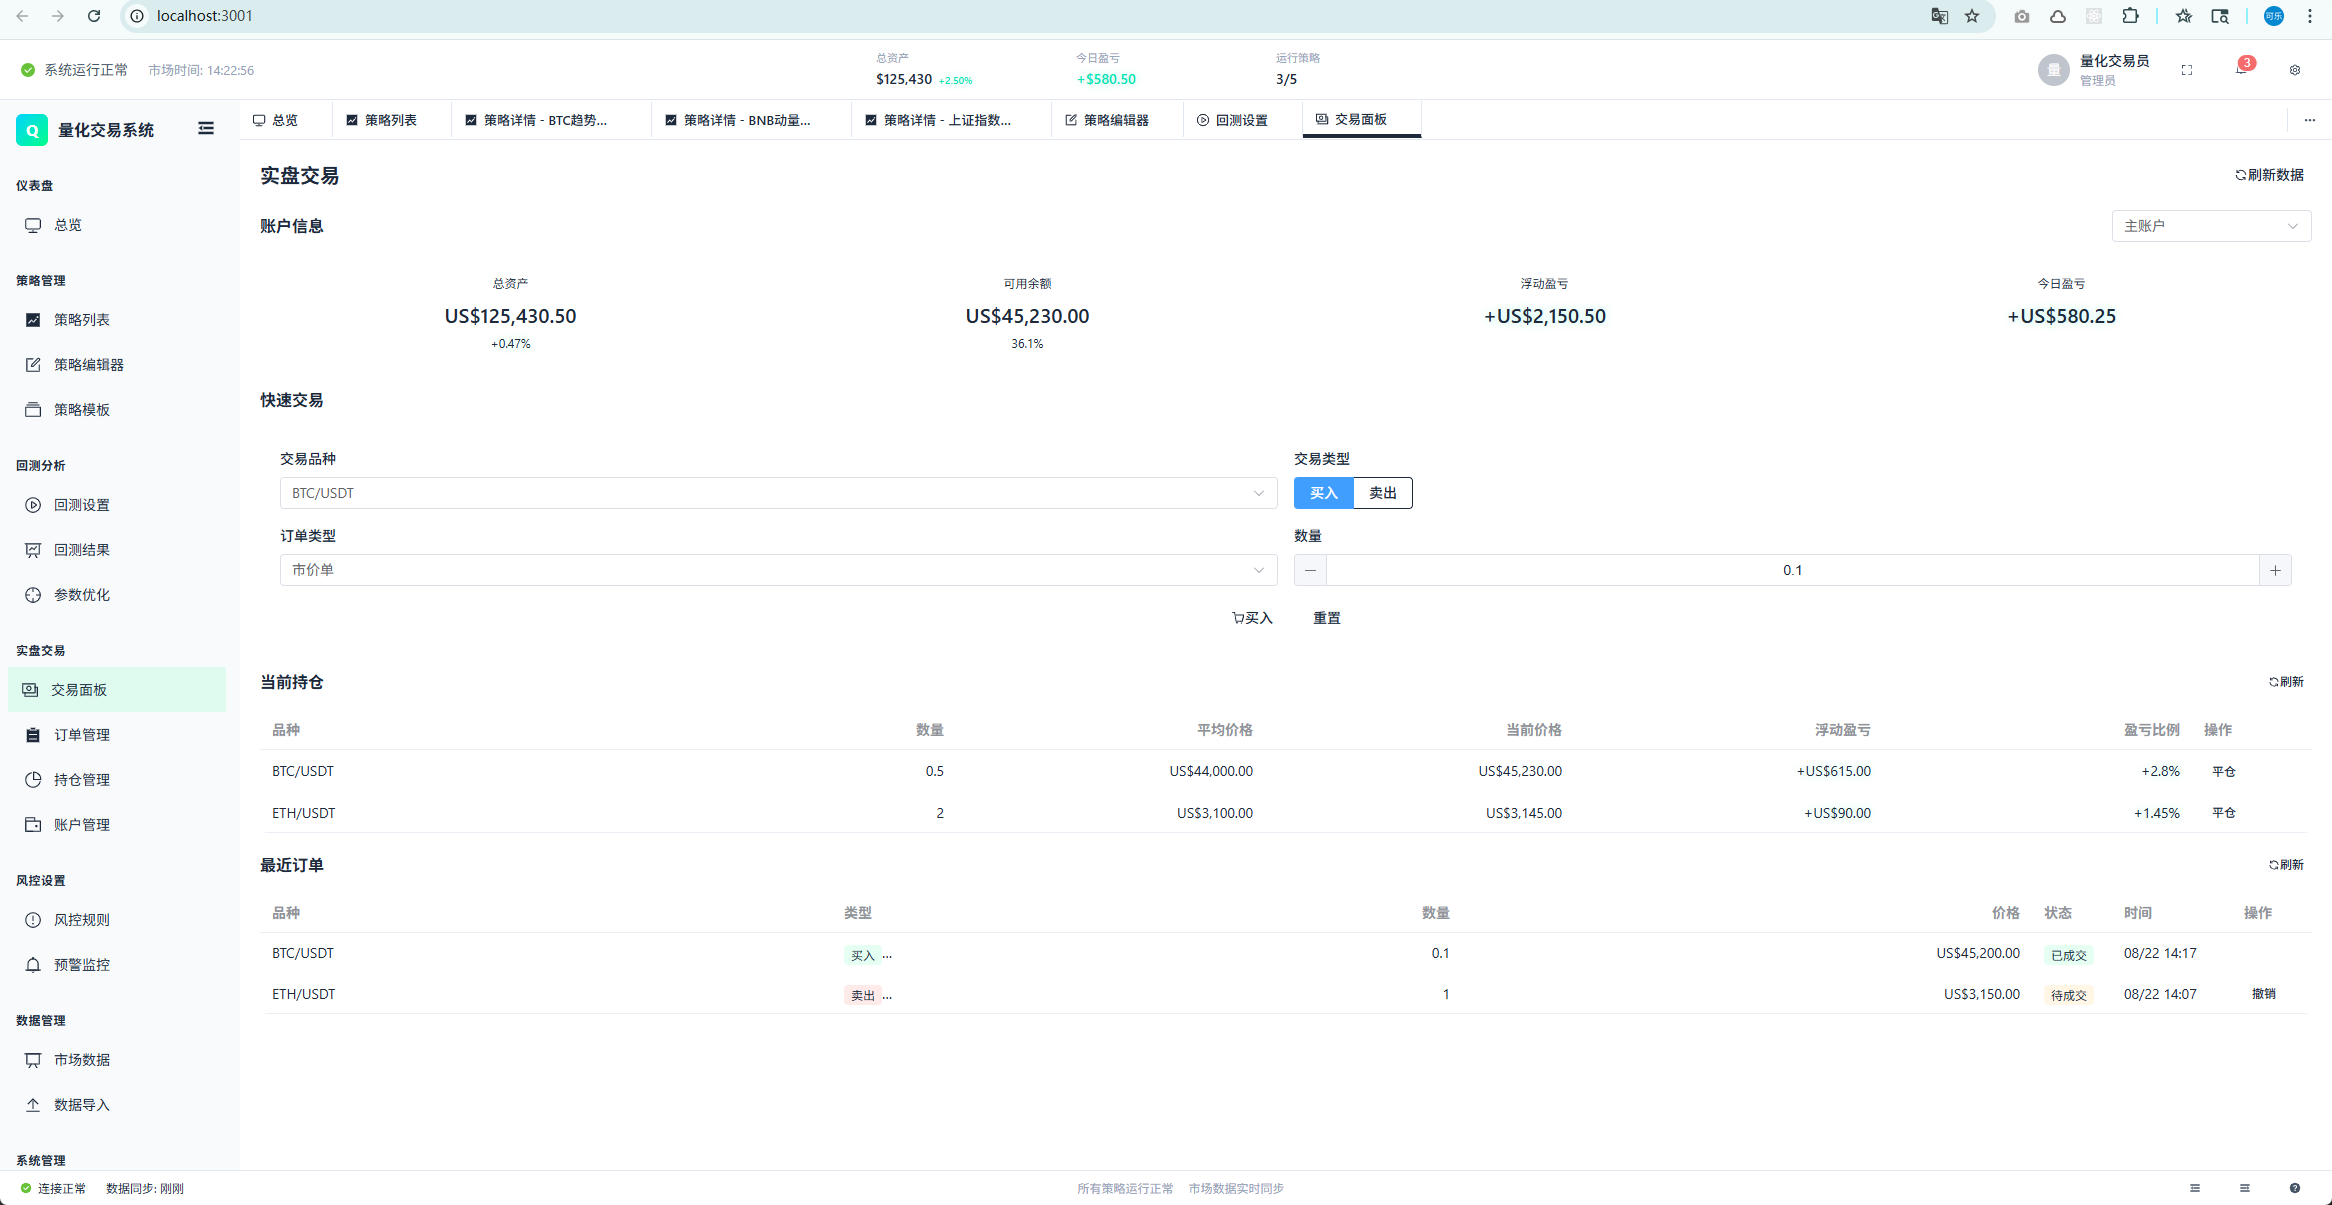 localhost:3001
可乐
系统运行正常 市场时间: 14:22:56
总资产
$125,430 +2.50%
今日盈亏
+$580.50
运行策略
3/5
量
量化交易员
管理员
3
Q 量化交易系统
总览 策略列表 策略详情 - BTC趋势... 策略详情 - BNB动量... 策略详情 - 上证指数... 策略编辑器 回测设置 交易面板
仪表盘
总览
策略管理
策略列表
策略编辑器
策略模板
回测分析
回测设置
回测结果
参数优化
实盘交易
交易面板
订单管理
持仓管理
账户管理
风控设置
风控规则
预警监控
数据管理
市场数据
数据导入
系统管理
实盘交易 刷新数据
账户信息 主账户
总资产 可用余额 浮动盈亏 今日盈亏
US$125,430.50 US$45,230.00 +US$2,150.50 +US$580.25
+0.47% 36.1%
快速交易
交易品种 交易类型
BTC/USDT 买入 卖出
订单类型 数量
市价单 0.1
买入 重置
当前持仓 刷新
品种 数量 平均价格 当前价格 浮动盈亏 盈亏比例 操作
BTC/USDT 0.5 US$44,000.00 US$45,230.00 +US$615.00 +2.8% 平仓
ETH/USDT 2 US$3,100.00 US$3,145.00 +US$90.00 +1.45% 平仓
最近订单 刷新
品种 类型 数量 价格 状态 时间 操作
BTC/USDT 买入 ... 0.1 US$45,200.00 已成交 08/22 14:17
ETH/USDT 卖出 ... 1 US$3,150.00 待成交 08/22 14:07 撤销
连接正常 数据同步: 刚刚 所有策略运行正常 市场数据实时同步